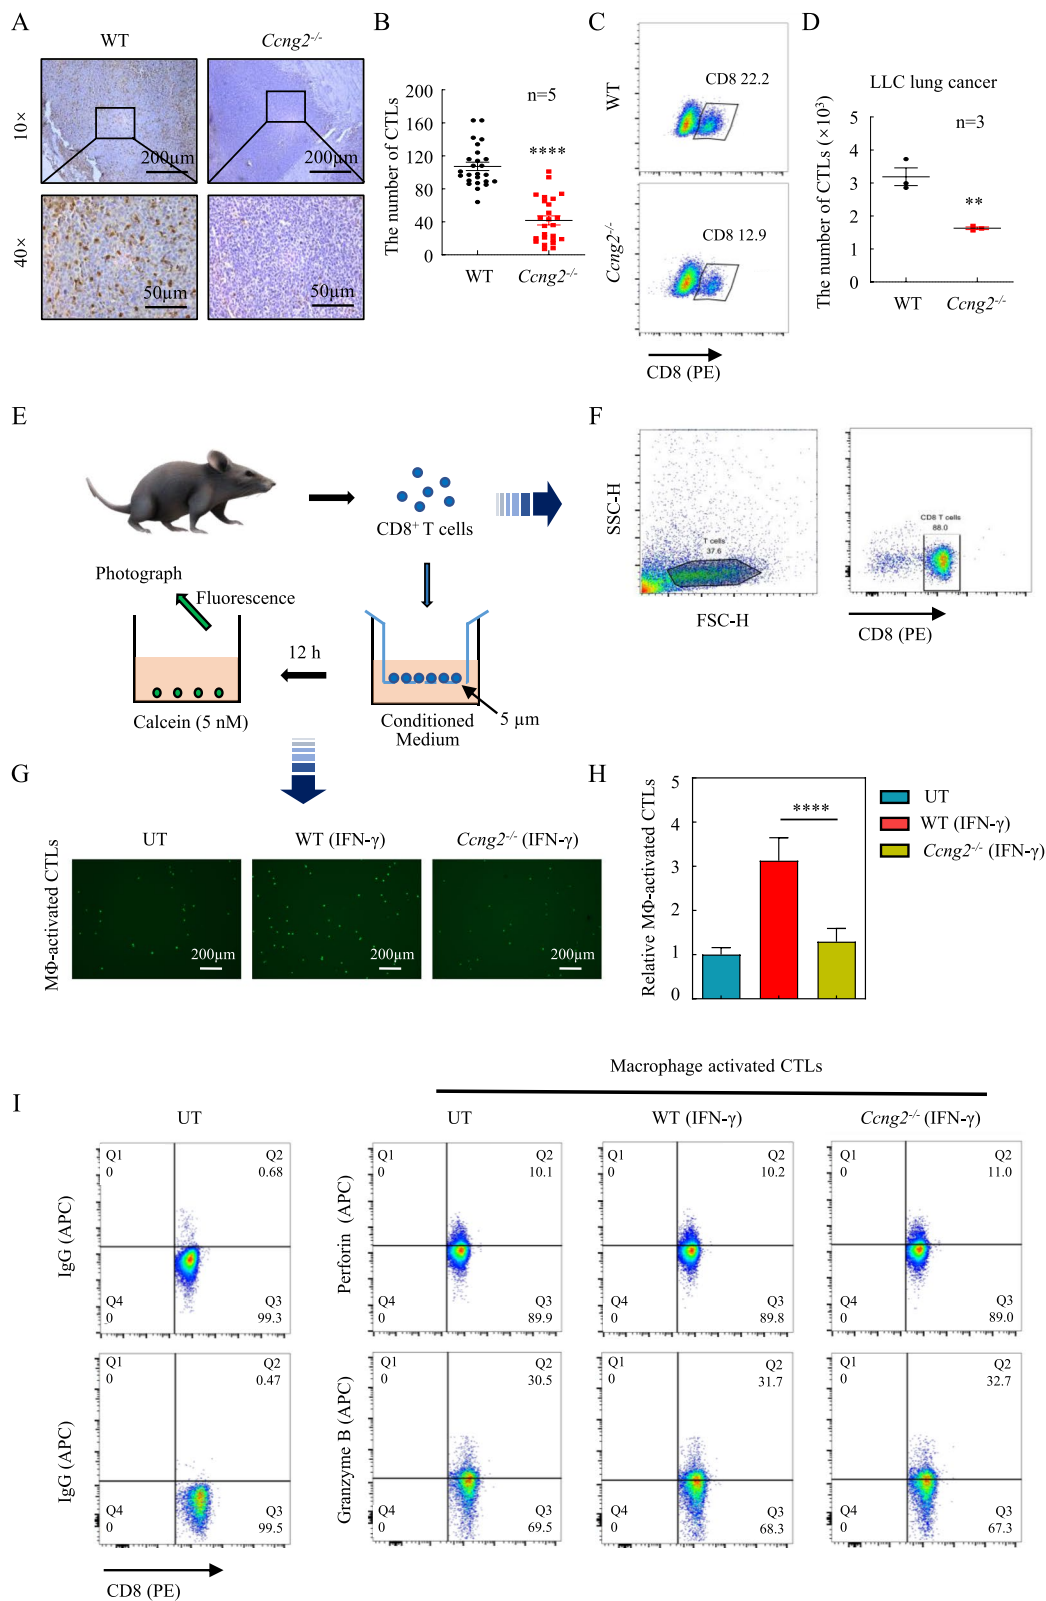 A
WT
Ccng2-/-
10×
200μm
200μm
40×
50μm
50μm
B
n=5
The number of CTLs
200
160
120
80
40
0
****
WT
Ccng2-/-
C
WT
CD8 22.2
Ccng2-/-
CD8 12.9
CD8 (PE)
D
LLC lung cancer
n=3
The number of CTLs (×10³)
5
4
3
2
1
0
**
WT
Ccng2-/-
E
CD8⁺ T cells
Photograph
Fluorescence
12 h
5 μm
Calcein (5 nM)
Conditioned
Medium
F
SSC-H
T cells
37.6
FSC-H
CD8 T cells
88.0
CD8 (PE)
G
UT
WT (IFN-γ)
Ccng2-/- (IFN-γ)
MΦ-activated CTLs
200μm
200μm
200μm
H
Relative MΦ-activated CTLs
5
4
3
2
1
0
****
UT
WT (IFN-γ)
Ccng2-/- (IFN-γ)
Macrophage activated CTLs
I
UT
UT
WT (IFN-γ)
Ccng2-/- (IFN-γ)
IgG (APC)
Q1
0
Q2
0.68
Q4
0
Q3
99.3
Perforin (APC)
Q1
0
Q2
10.1
Q4
0
Q3
89.9
Q1
0
Q2
10.2
Q4
0
Q3
89.8
Q1
0
Q2
11.0
Q4
0
Q3
89.0
IgG (APC)
Q1
0
Q2
0.47
Q4
0
Q3
99.5
Granzyme B (APC)
Q1
0
Q2
30.5
Q4
0
Q3
69.5
Q1
0
Q2
31.7
Q4
0
Q3
68.3
Q1
0
Q2
32.7
Q4
0
Q3
67.3
CD8 (PE)